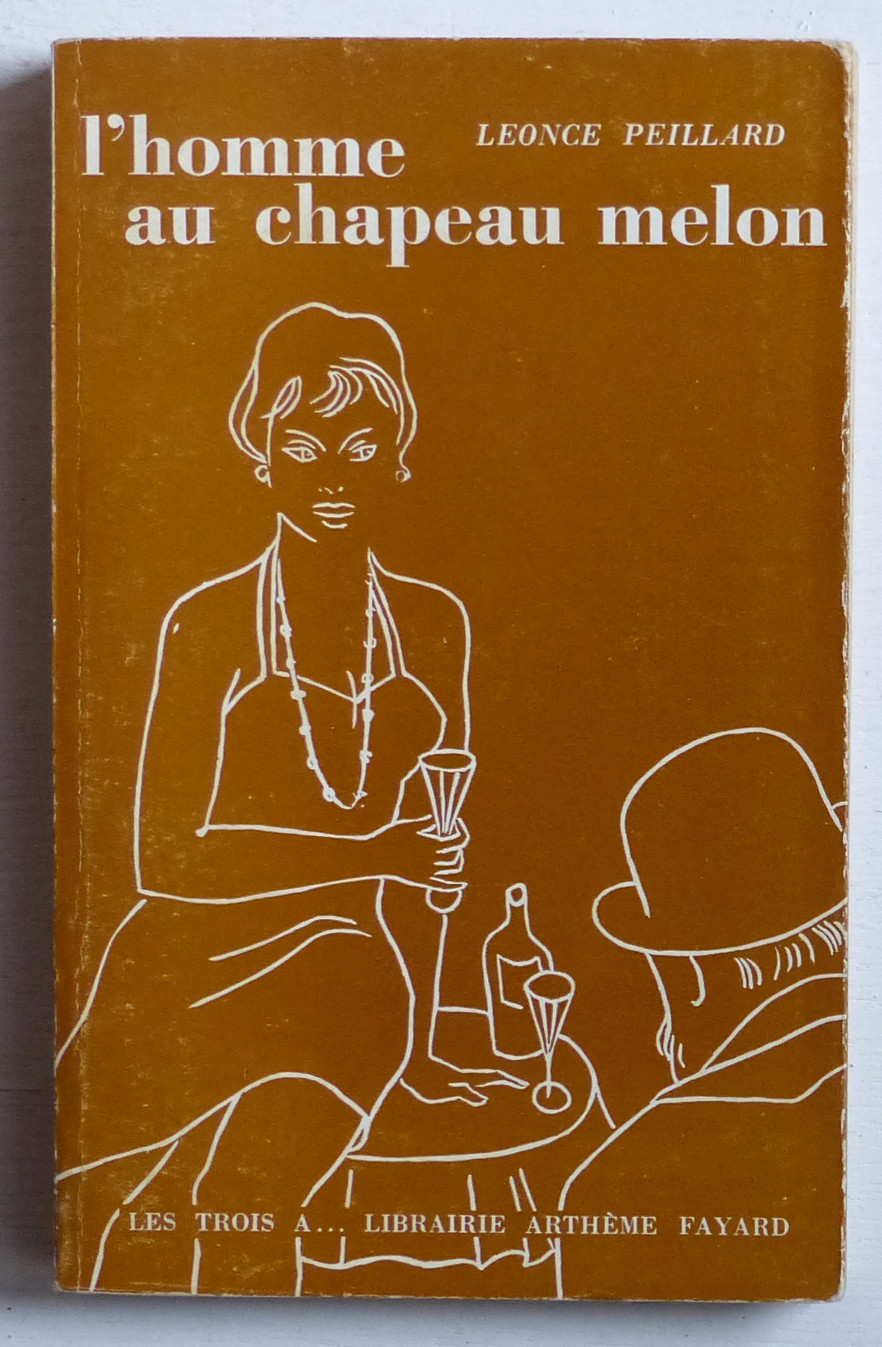 l'homme
LEONCE PEILLARD
au chapeau melon
LES TROIS A... LIBRAIRIE ARTHÈME FAYARD